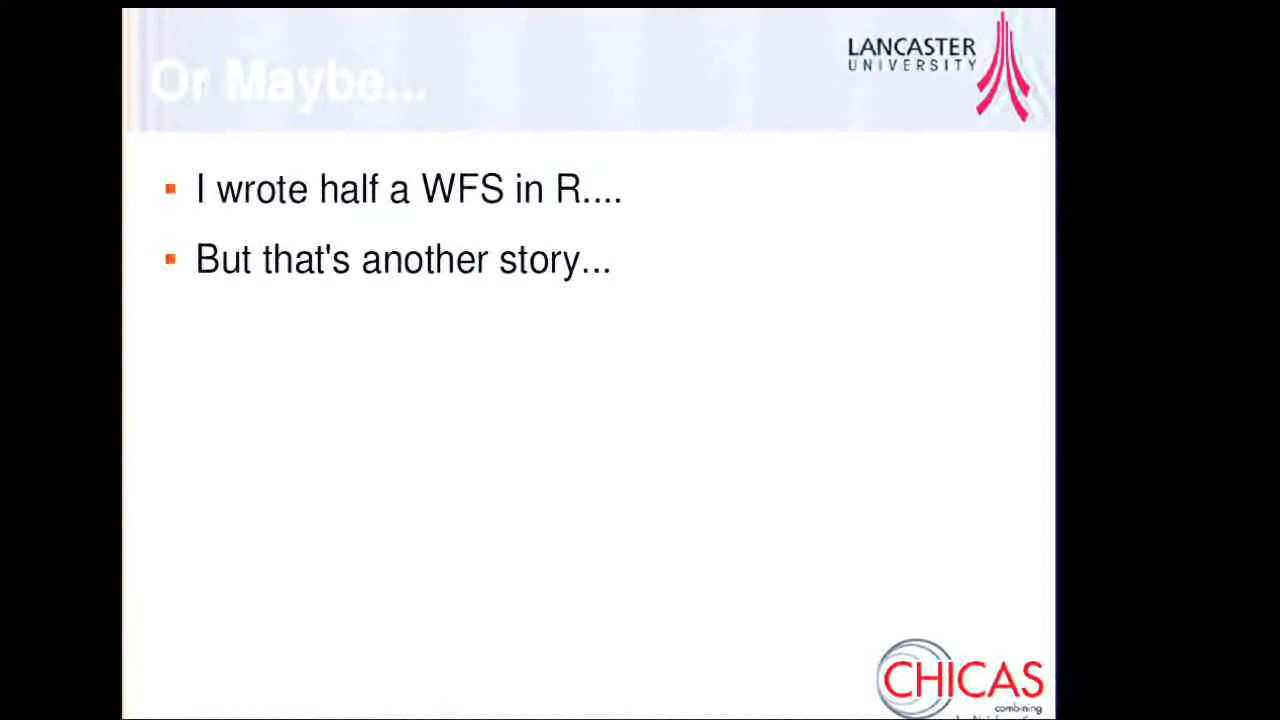 Or Maybe...
LANCASTER
UNIVERSITY
I wrote half a WFS in R....
But that's another story...
CHICAS
combining